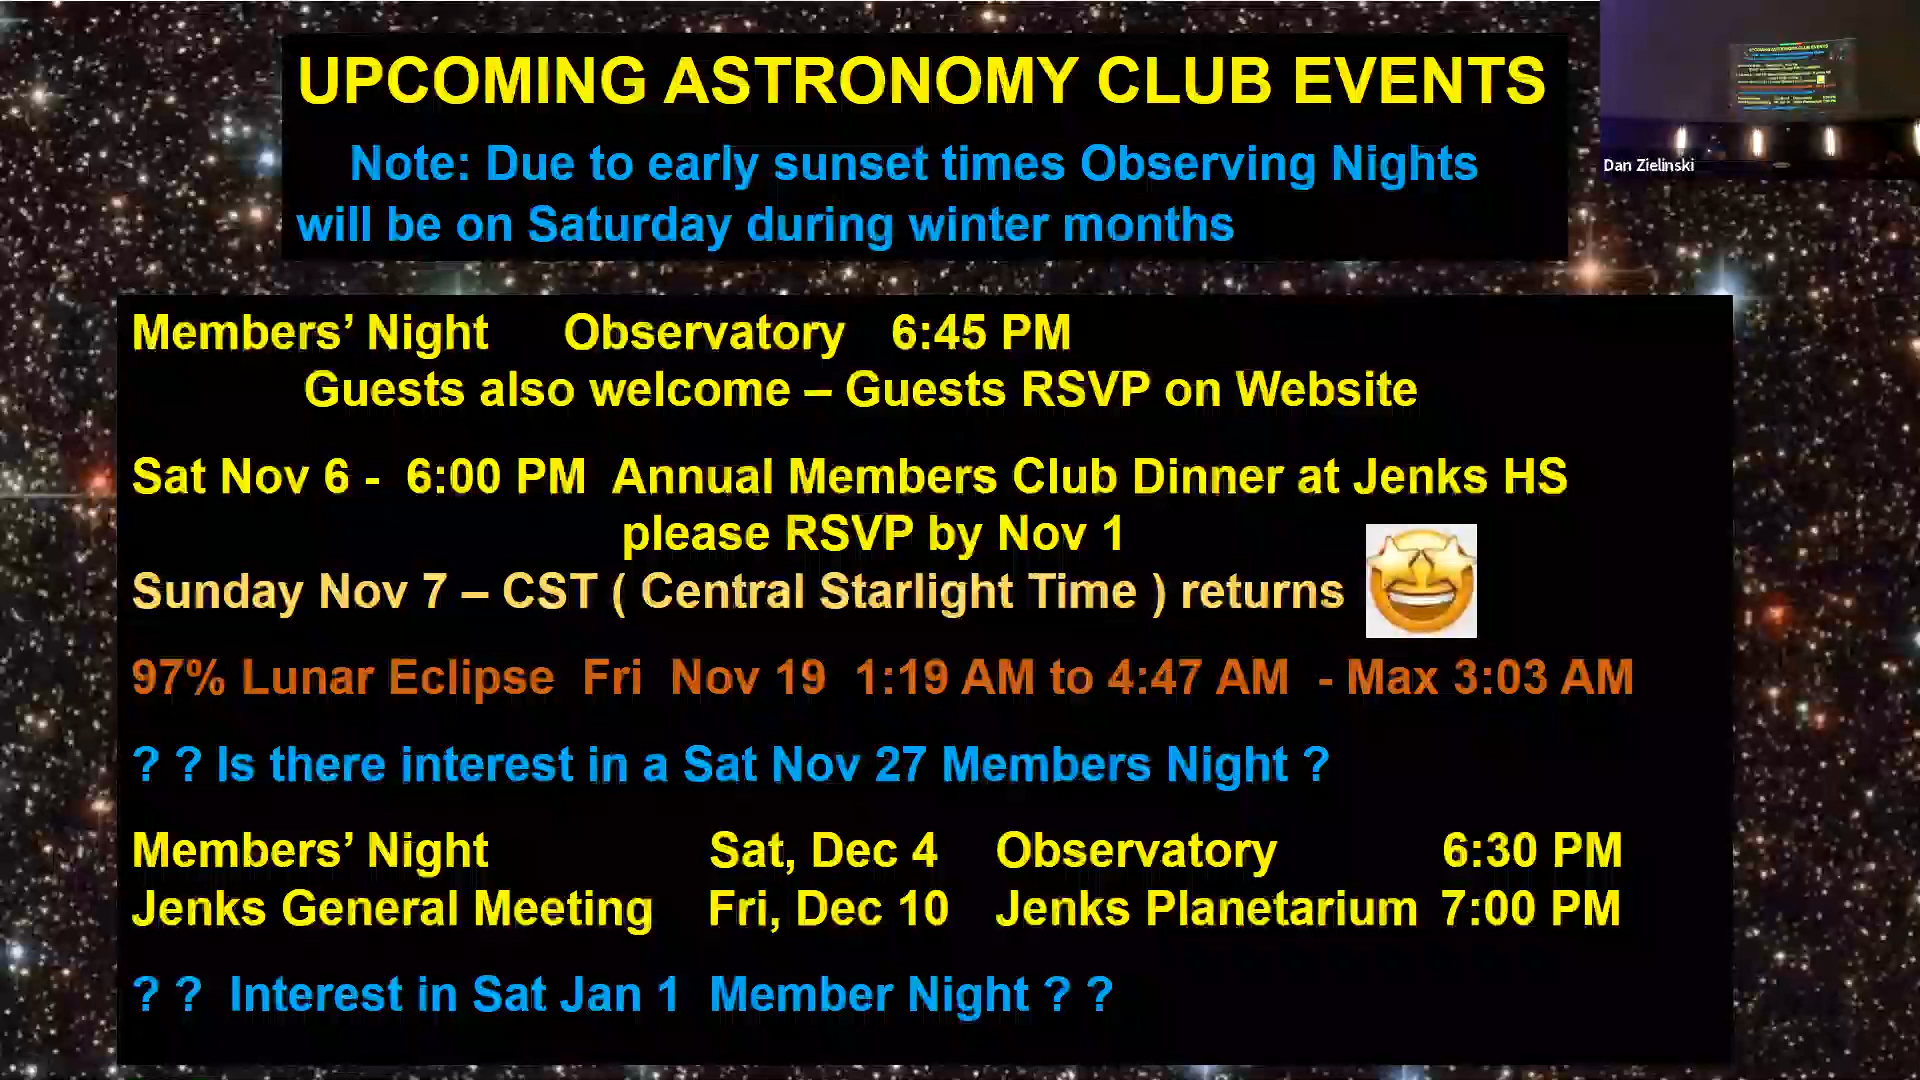 UPCOMING ASTRONOMY CLUB EVENTS
Note: Due to early sunset times Observing Nights
will be on Saturday during winter months
Dan Zielinski
Members’ Night Observatory 6:45 PM
Guests also welcome – Guests RSVP on Website
Sat Nov 6 - 6:00 PM Annual Members Club Dinner at Jenks HS
please RSVP by Nov 1
Sunday Nov 7 – CST ( Central Starlight Time ) returns
97% Lunar Eclipse Fri Nov 19 1:19 AM to 4:47 AM - Max 3:03 AM
? ? Is there interest in a Sat Nov 27 Members Night ?
Members’ Night Sat, Dec 4 Observatory 6:30 PM
Jenks General Meeting Fri, Dec 10 Jenks Planetarium 7:00 PM
? ? Interest in Sat Jan 1 Member Night ? ?